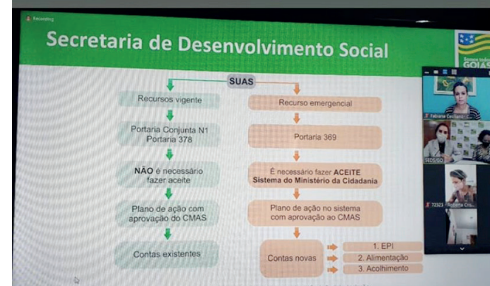 Recording
Secretaria de Desenvolvimento Social
GOIÁS
SUAS
Recursos vigente
Recurso emergencial
Portaria Conjunta N1
Portaria 378
Portaria 369
NÃO é necessário
fazer aceite
É necessário fazer ACEITE
Sistema do Ministério da Cidadania
Plano de ação com
aprovação do CMAS
Plano de ação no sistema
com aprovação ao CMAS
Contas existentes
Contas novas
1. EPI
2. Alimentação
3. Acolhimento